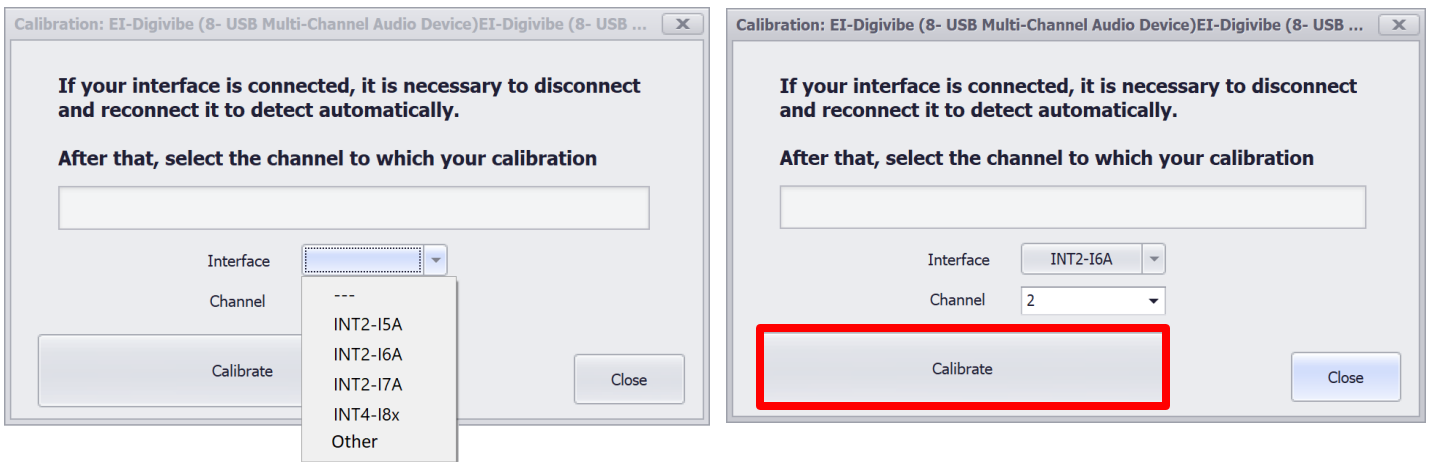 Calibration: EI-Digivibe (8- USB Multi-Channel Audio Device)EI-Digivibe (8- USB ...
If your interface is connected, it is necessary to disconnect
and reconnect it to detect automatically.
After that, select the channel to which your calibration
Interface
Channel
---
INT2-I5A
INT2-I6A
INT2-I7A
INT4-I8x
Other
Calibrate
Close
Calibration: EI-Digivibe (8- USB Multi-Channel Audio Device)EI-Digivibe (8- USB ...
If your interface is connected, it is necessary to disconnect
and reconnect it to detect automatically.
After that, select the channel to which your calibration
Interface INT2-I6A
Channel 2
Calibrate
Close